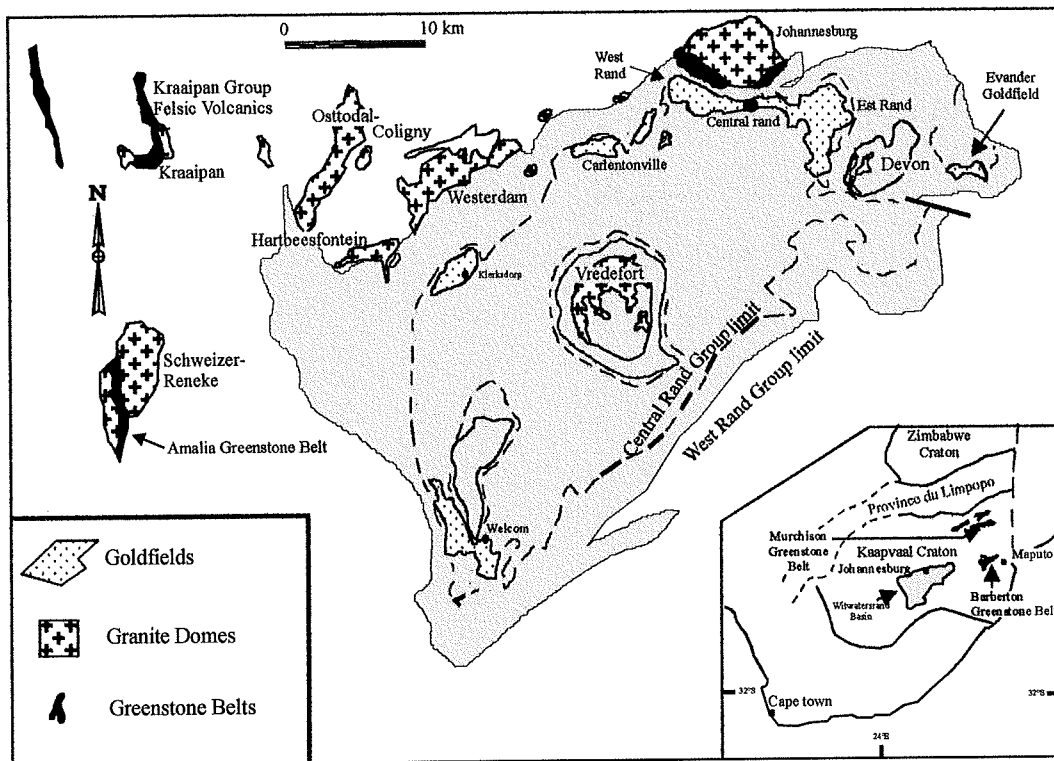 0 10 km
Johannesburg
West
Rand
Kraaipan Group
Felsic Volcanics
Evander
Goldfield
Osttodal-
Coligny
Est Rand
Central rand
Carlentonville
Devon
Kraaipan
Westerdam
N
Hartbeesfontein
Klerksdorp
Vredefort
Central Rand Group limit
West Rand Group limit
Schweizer-
Reneke
Amalia Greenstone Belt
Welcom
Goldfields
Granite Domes
Greenstone Belts
Zimbabwe
Craton
Province du Limpopo
Murchison
Greenstone
Belt
Kaapvaal Craton
Johannesburg
Maputo
Witwatersrand
Basin
Barberton
Greenstone Bel
32°S
32°S
Cape town
24°E